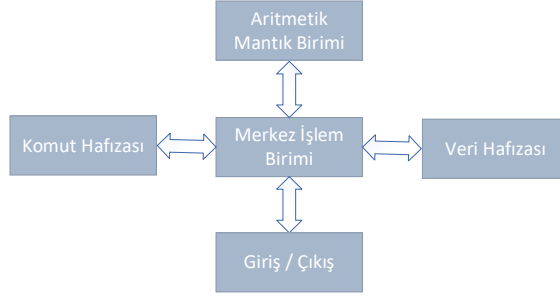 Aritmetik
Mantık Birimi
Komut Hafızası
Merkez İşlem
Birimi
Veri Hafızası
Giriş / Çıkış